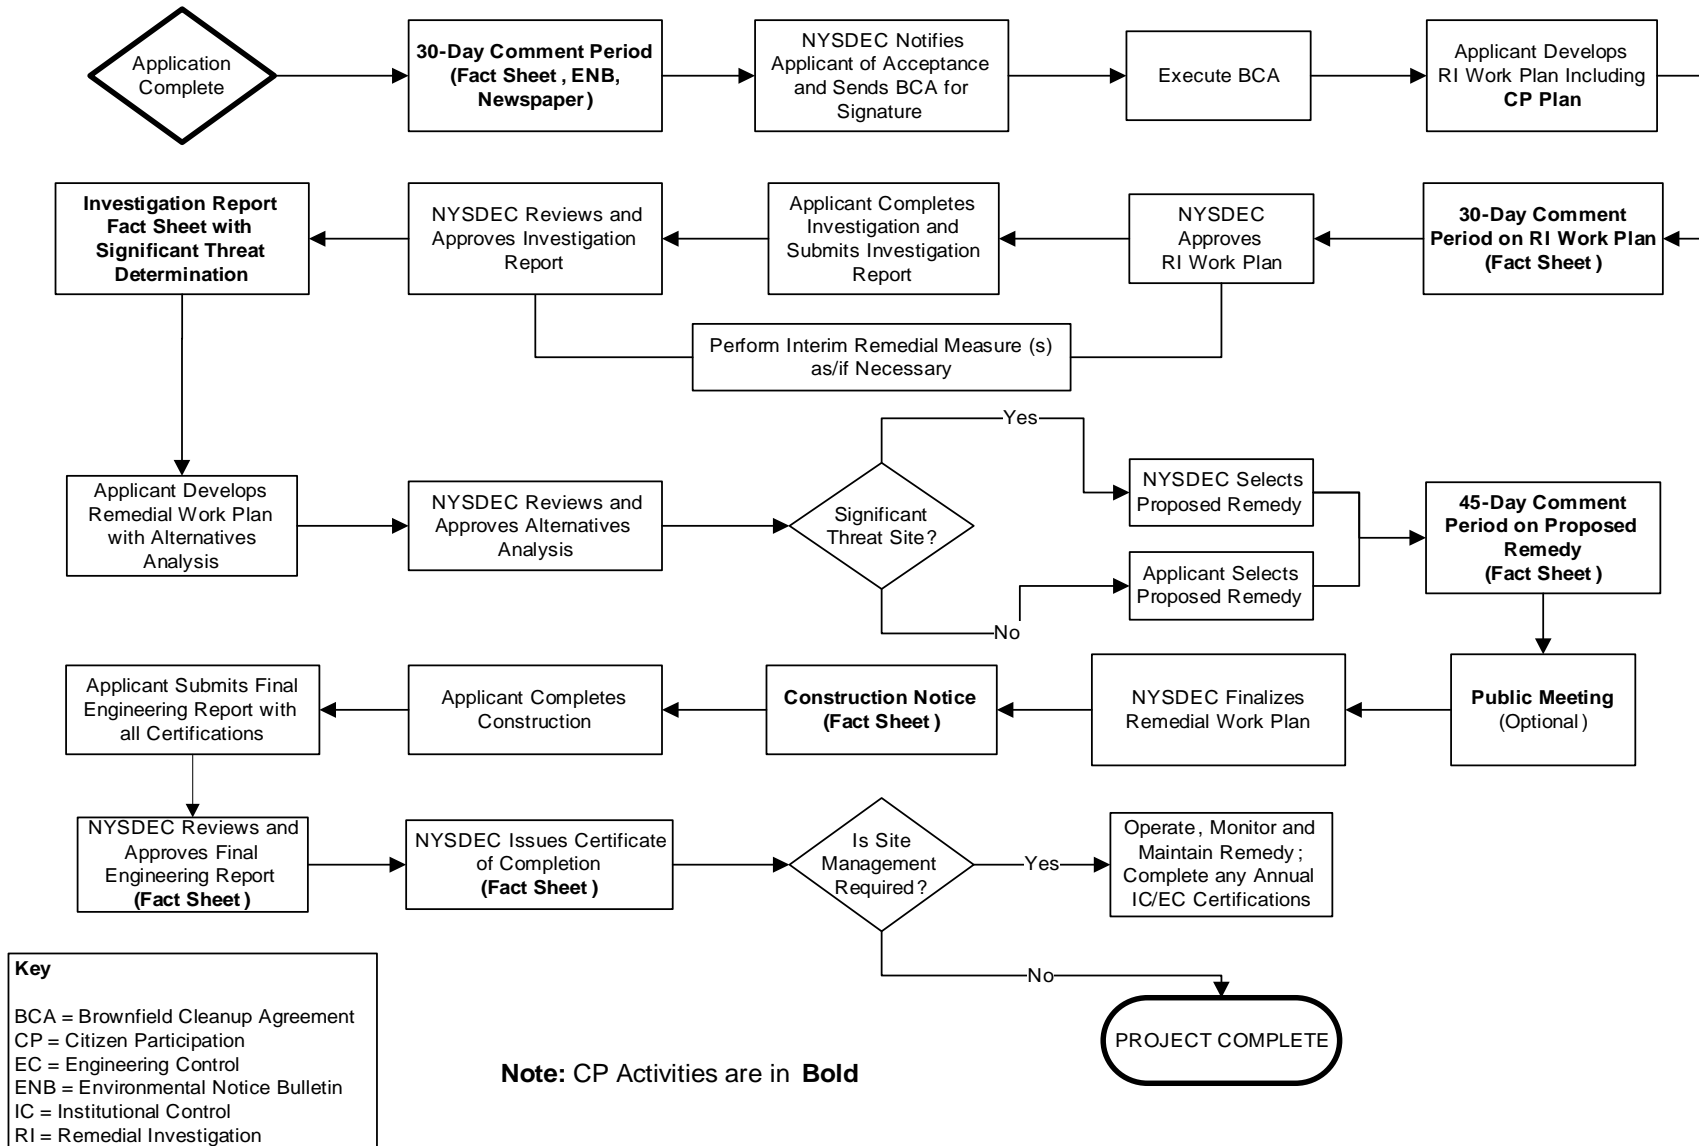 Application
Complete
30-Day Comment Period
(Fact Sheet, ENB,
Newspaper)
NYSDEC Notifies
Applicant of Acceptance
and Sends BCA for
Signature
Execute BCA
Applicant Develops
RI Work Plan Including
CP Plan
Investigation Report
Fact Sheet with
Significant Threat
Determination
NYSDEC Reviews and
Approves Investigation
Report
Applicant Completes
Investigation and
Submits Investigation
Report
NYSDEC
Approves
RI Work Plan
30-Day Comment
Period on RI Work Plan
(Fact Sheet)
Perform Interim Remedial Measure (s)
as/if Necessary
Applicant Develops
Remedial Work Plan
with Alternatives
Analysis
NYSDEC Reviews and
Approves Alternatives
Analysis
Significant
Threat Site?
Yes
No
NYSDEC Selects
Proposed Remedy
Applicant Selects
Proposed Remedy
45-Day Comment
Period on Proposed
Remedy
(Fact Sheet)
Applicant Submits Final
Engineering Report with
all Certifications
Applicant Completes
Construction
Construction Notice
(Fact Sheet)
NYSDEC Finalizes
Remedial Work Plan
Public Meeting
(Optional)
NYSDEC Reviews and
Approves Final
Engineering Report
(Fact Sheet)
NYSDEC Issues Certificate
of Completion
(Fact Sheet)
Is Site
Management
Required?
Yes
Operate, Monitor and
Maintain Remedy;
Complete any Annual
IC/EC Certifications
No
PROJECT COMPLETE
Key
BCA = Brownfield Cleanup Agreement
CP = Citizen Participation
EC = Engineering Control
ENB = Environmental Notice Bulletin
IC = Institutional Control
RI = Remedial Investigation
Note: CP Activities are in Bold